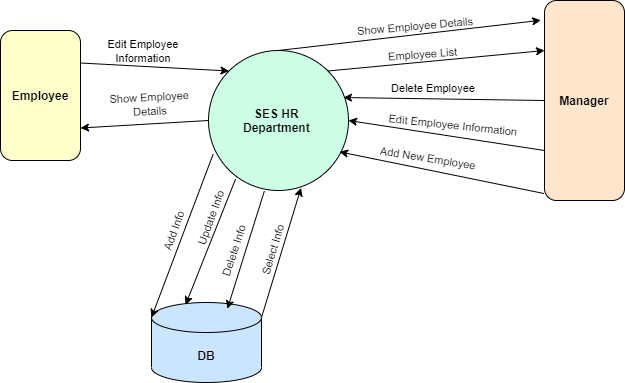 Employee
Edit Employee
Information
Show Employee
Details
SES HR
Department
Show Employee Details
Employee List
Delete Employee
Edit Employee Information
Add New Employee
Manager
Add Info
Update Info
Delete Info
Select Info
DB